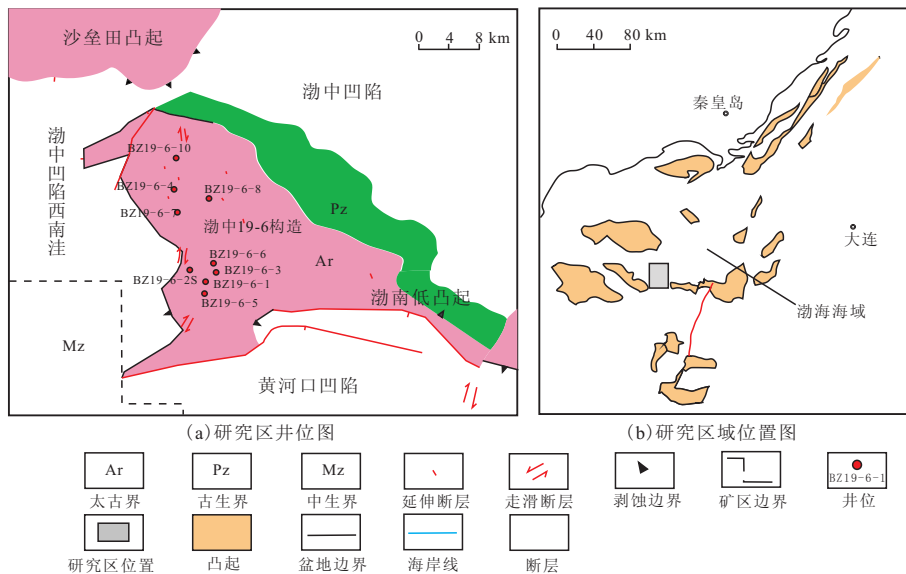 沙垒田凸起
0 4 8 km
渤中凹陷
渤中凹陷西南洼
BZ19-6-10
BZ19-6-4
BZ19-6-8
BZ19-6-7
Pz
渤中19-6构造
Ar
BZ19-6-6
BZ19-6-3
BZ19-6-2S
BZ19-6-1
BZ19-6-5
渤南低凸起
Mz
黄河口凹陷
(a)研究区井位图
0 40 80 km
秦皇岛
大连
渤海海域
(b)研究区域位置图
Ar
Pz
Mz
BZ19-6-1
太古界
古生界
中生界
延伸断层
走滑断层
剥蚀边界
矿区边界
井位
研究区位置
凸起
盆地边界
海岸线
断层